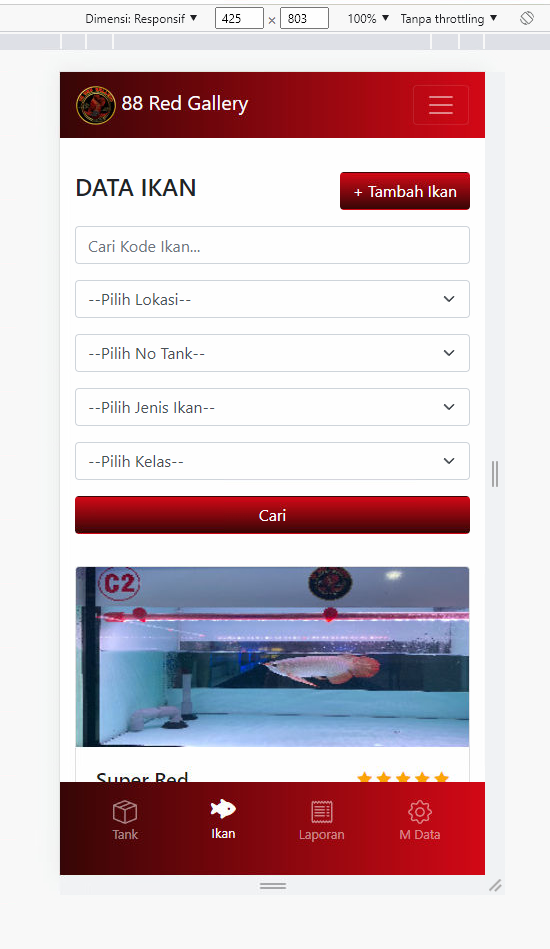 Dimensi: Responsif ▼ 425 × 803 100% ▼ Tanpa throttling ▼
88 Red Gallery
DATA IKAN
+ Tambah Ikan
Cari Kode Ikan...
--Pilih Lokasi--
--Pilih No Tank--
--Pilih Jenis Ikan--
--Pilih Kelas--
Cari
C2
Super Red
Tank Ikan Laporan M Data